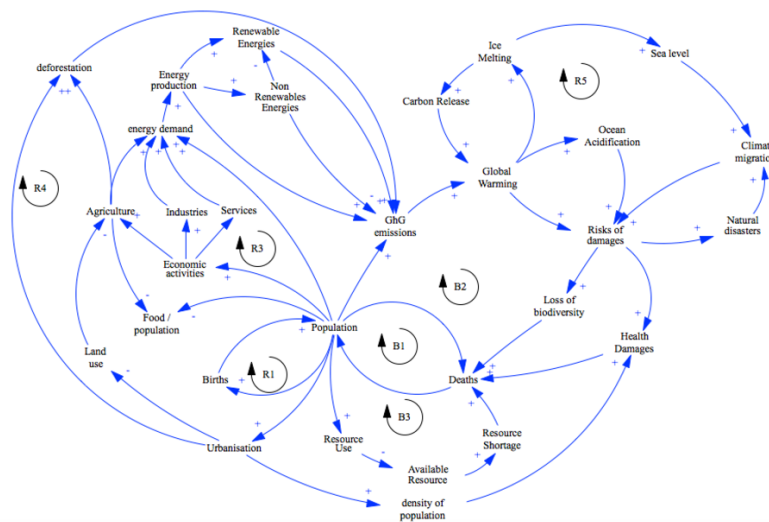 Renewable
Energies
Ice
Melting
Sea level
deforestation
Energy
production
Non
Renewables
Energies
R5
Carbon Release
energy demand
Ocean
Acidification
Climat
migratio
Global
Warming
R4
Agriculture
Industries
Services
GhG
emissions
Risks of
damages
Natural
disasters
R3
Economic
activities
B2
Food /
population
Population
Loss of
biodiversity
Health
Damages
B1
Land
use
Births
R1
Deaths
B3
Urbanisation
Resource
Use
Resource
Shortage
Available
Resource
density of
population